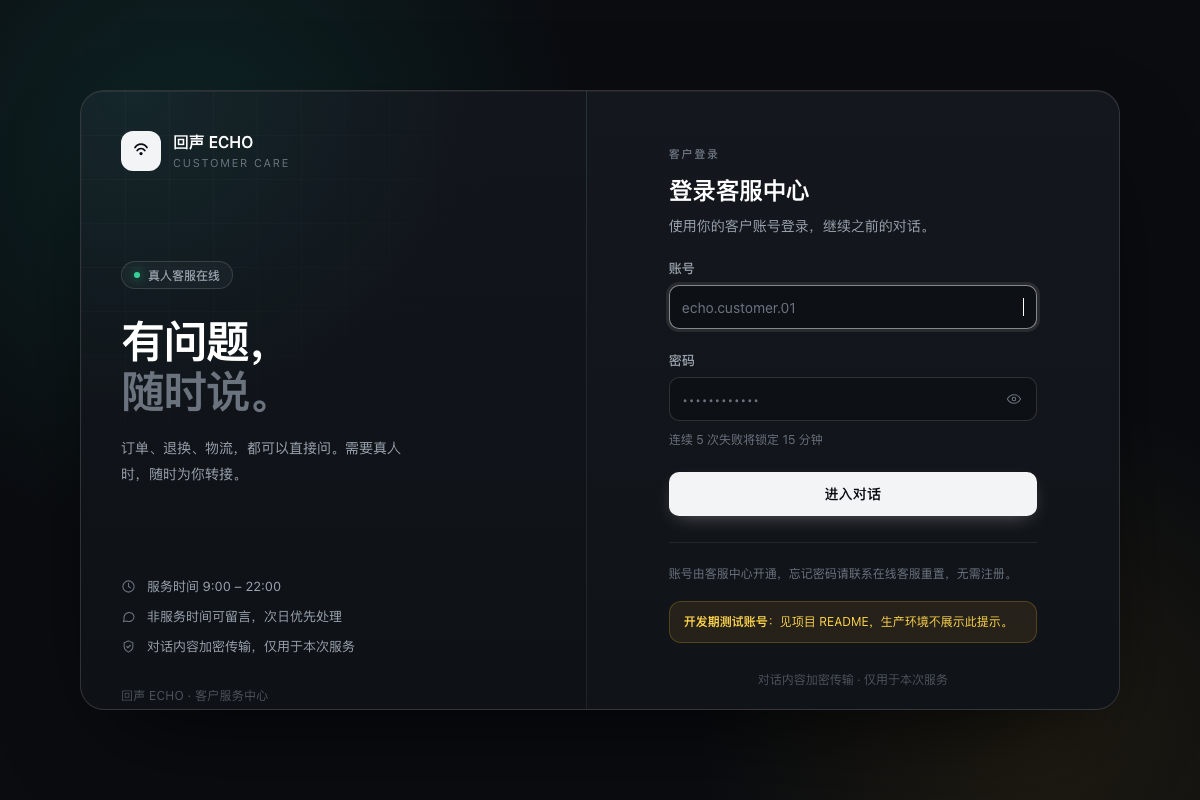 回声 ECHO
CUSTOMER CARE
真人客服在线
有问题，
随时说。
订单、退换、物流，都可以直接问。需要真人
时，随时为你转接。
服务时间 9:00 – 22:00
非服务时间可留言，次日优先处理
对话内容加密传输，仅用于本次服务
回声 ECHO · 客户服务中心
客户登录
登录客服中心
使用你的客户账号登录，继续之前的对话。
账号
echo.customer.01
密码
••••••••••••
连续 5 次失败将锁定 15 分钟
进入对话
账号由客服中心开通，忘记密码请联系在线客服重置，无需注册。
开发期测试账号：见项目 README，生产环境不展示此提示。
对话内容加密传输 · 仅用于本次服务